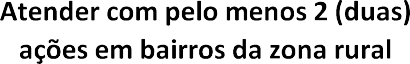 Atender com pelo menos 2 (duas)
ações em bairros da zona rural